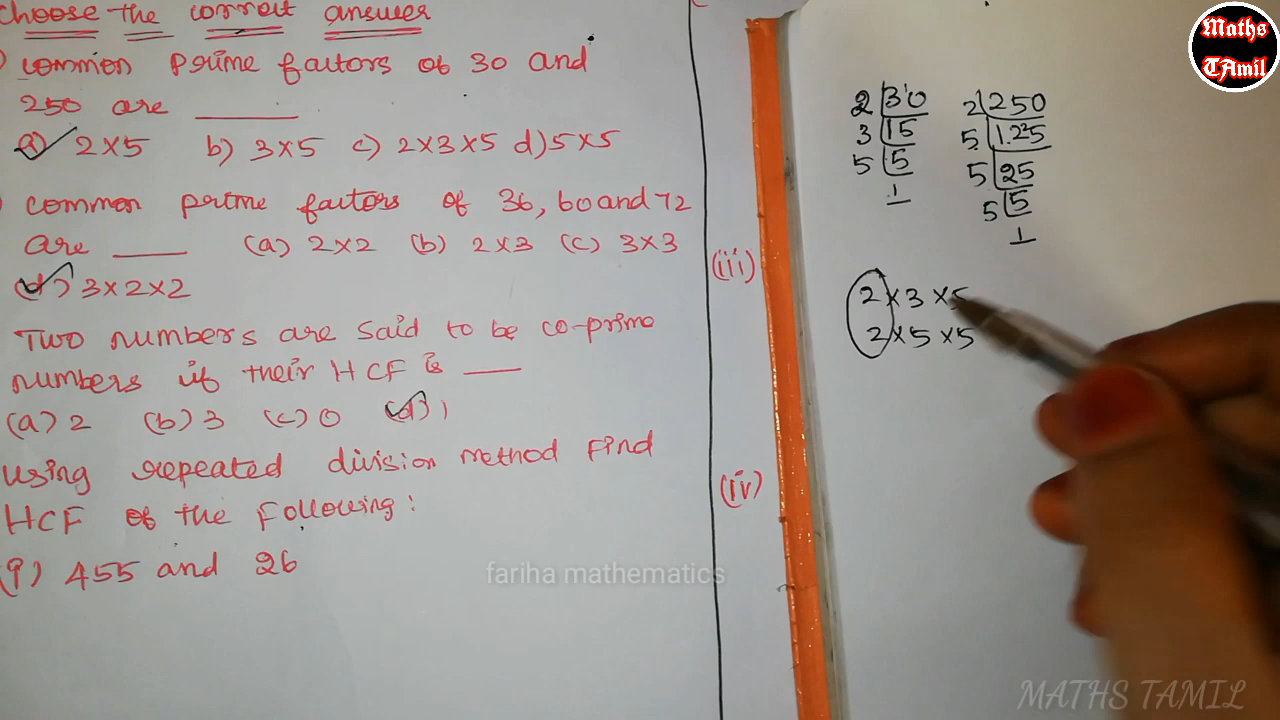 Choose the correct answer
) common prime factors of 30 and
250 are ______
a) 2×5 b) 3×5 c) 2×3×5 d) 5×5
) common prime factors of 36, 60 and 72
are ____ (a) 2×2 (b) 2×3 (c) 3×3
(d) 3×2×2
Two numbers are said to be co-prime
numbers if their HCF is ___
(a) 2 (b) 3 (c) 0 (d) 1
using repeated division method Find
HCF of the Following:
(i) 455 and 26
(iii)
(iv)
2 30
3 15
5 5
1
2 250
5 125
5 25
5 5
1
2×3×5
2×5×5
Maths
TAmil
fariha mathematics
MATHS TAMIL